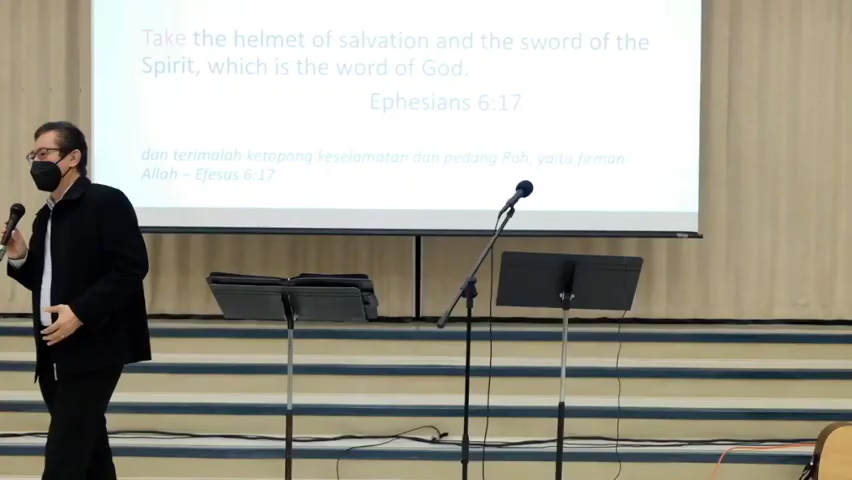 Take the helmet of salvation and the sword of the
Spirit, which is the word of God.
Ephesians 6:17
dan terimalah ketopong keselamatan dan pedang Roh, yaitu firman
Allah – Efesus 6:17